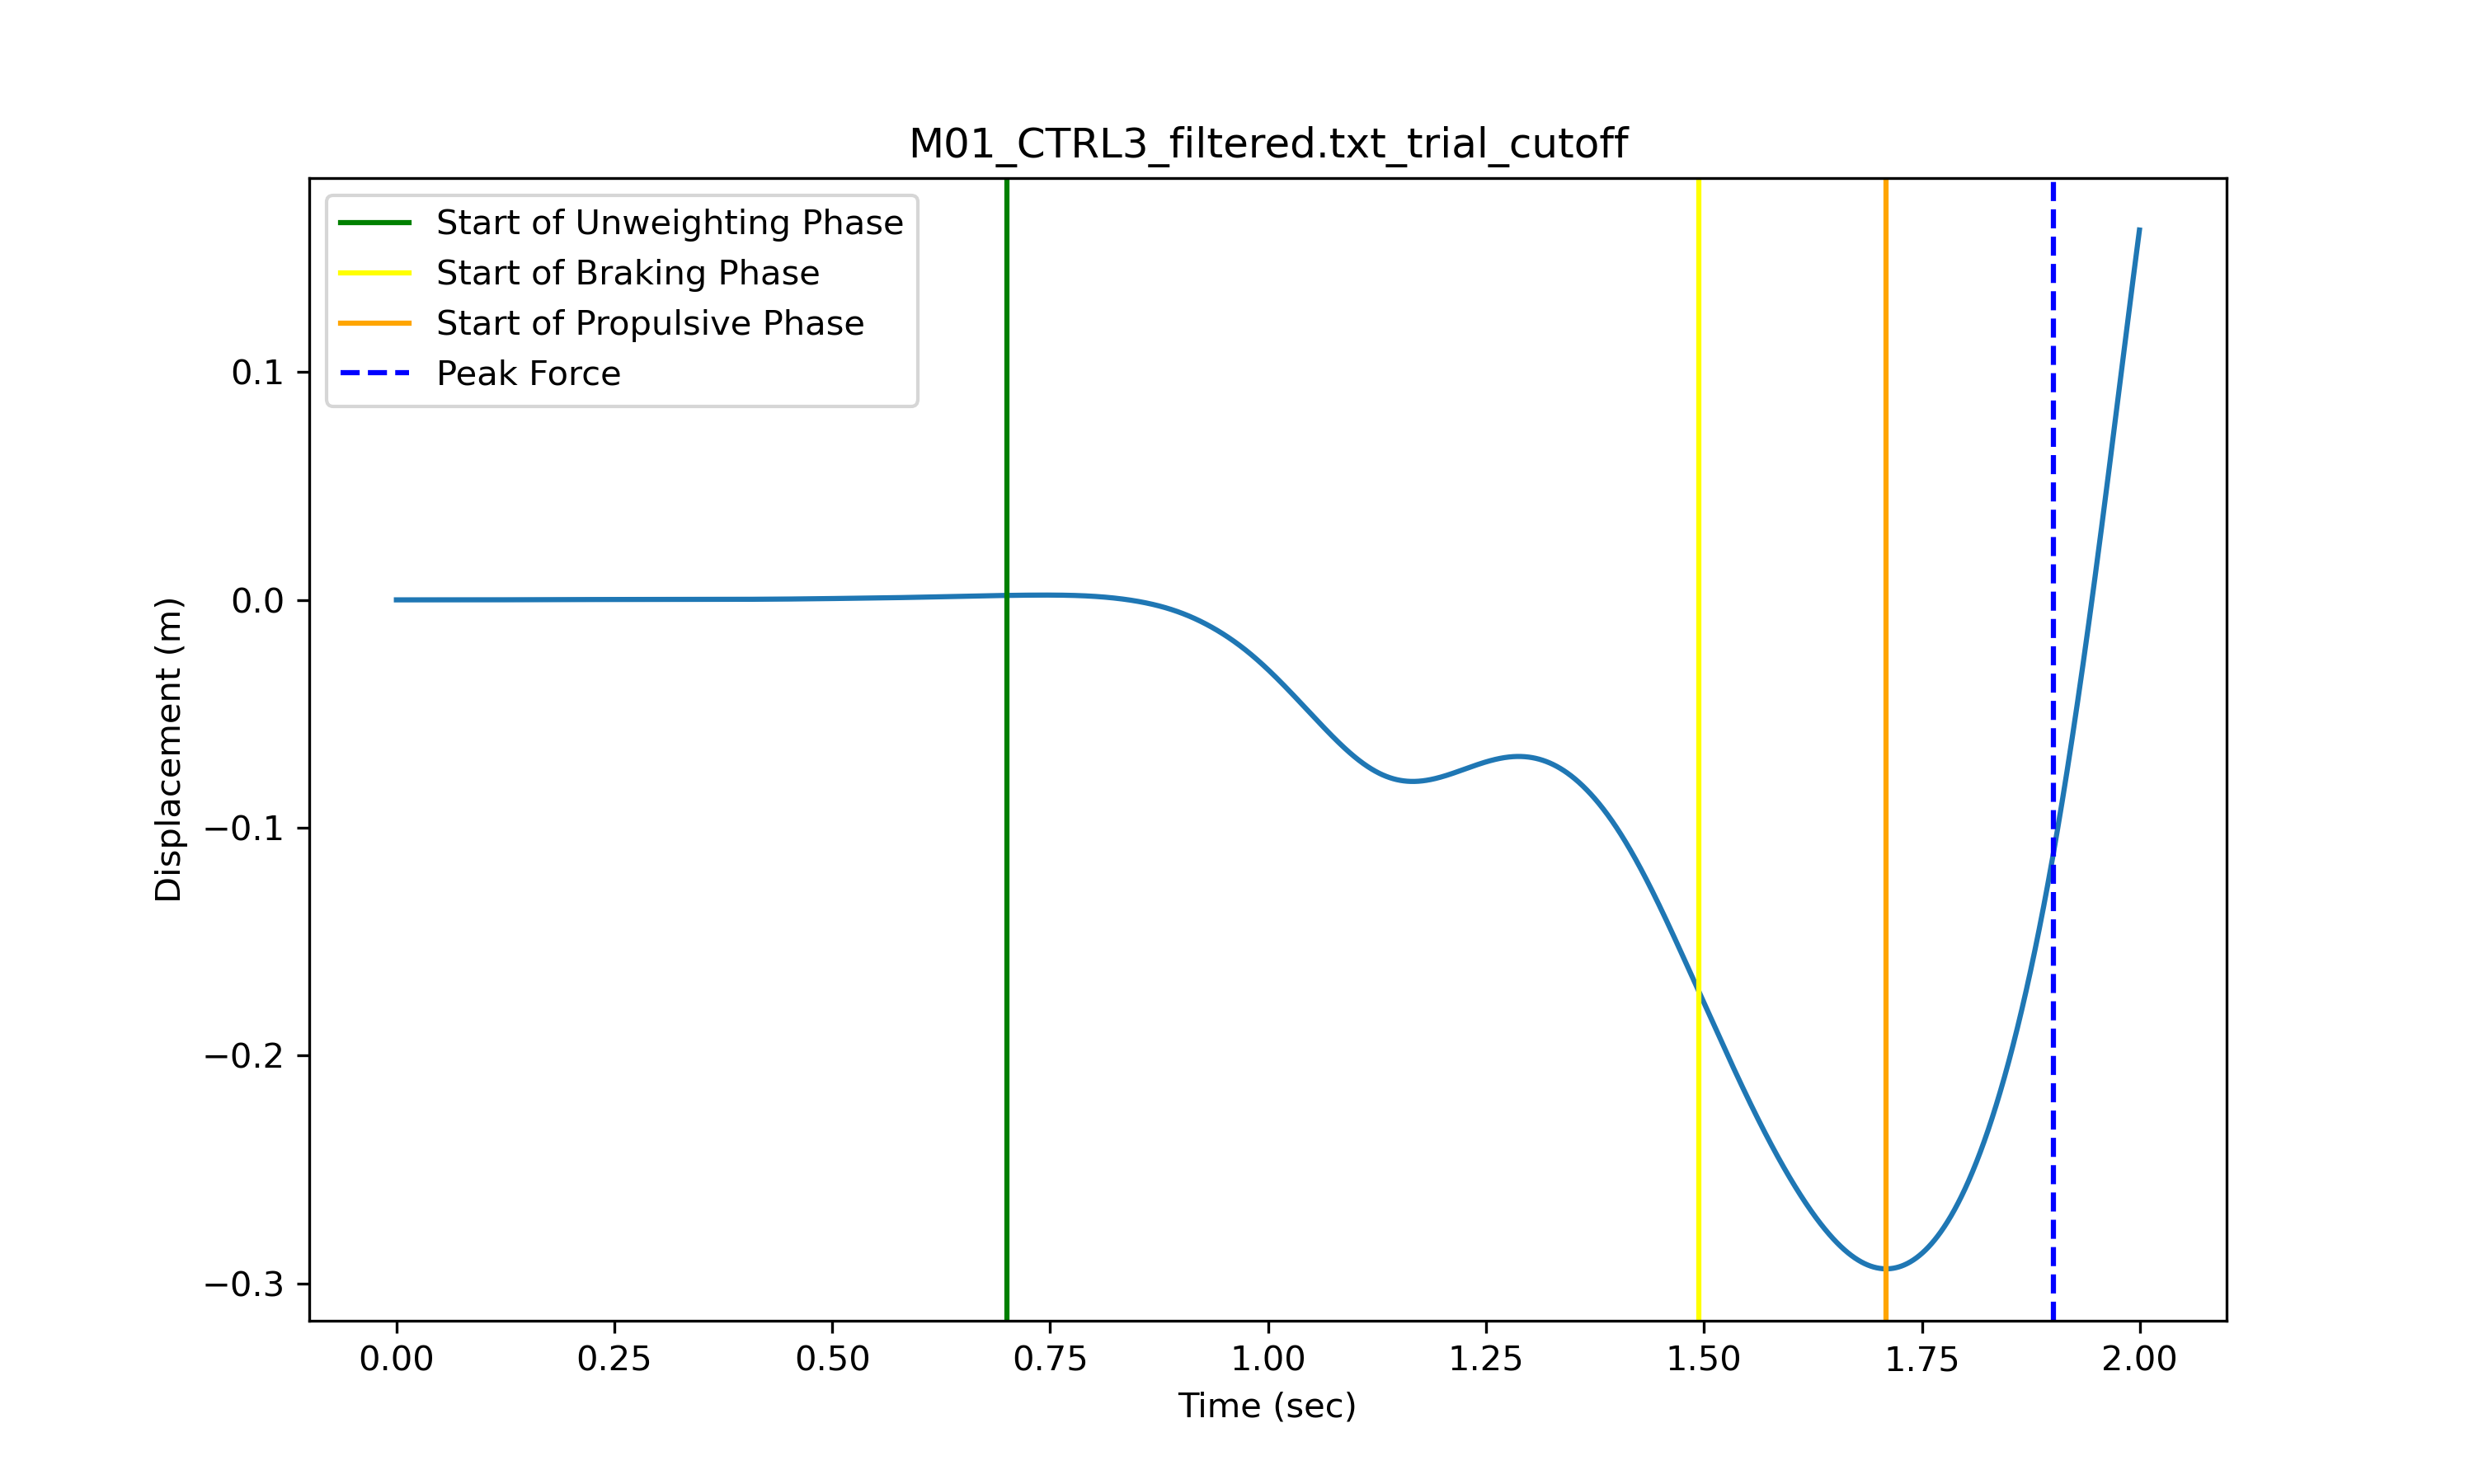 M01_CTRL3_filtered.txt_trial_cutoff
Start of Unweighting Phase
Start of Braking Phase
Start of Propulsive Phase
Peak Force
0.1
0.0
−0.1
−0.2
−0.3
Displacement (m)
0.00 0.25 0.50 0.75 1.00 1.25 1.50 1.75 2.00
Time (sec)